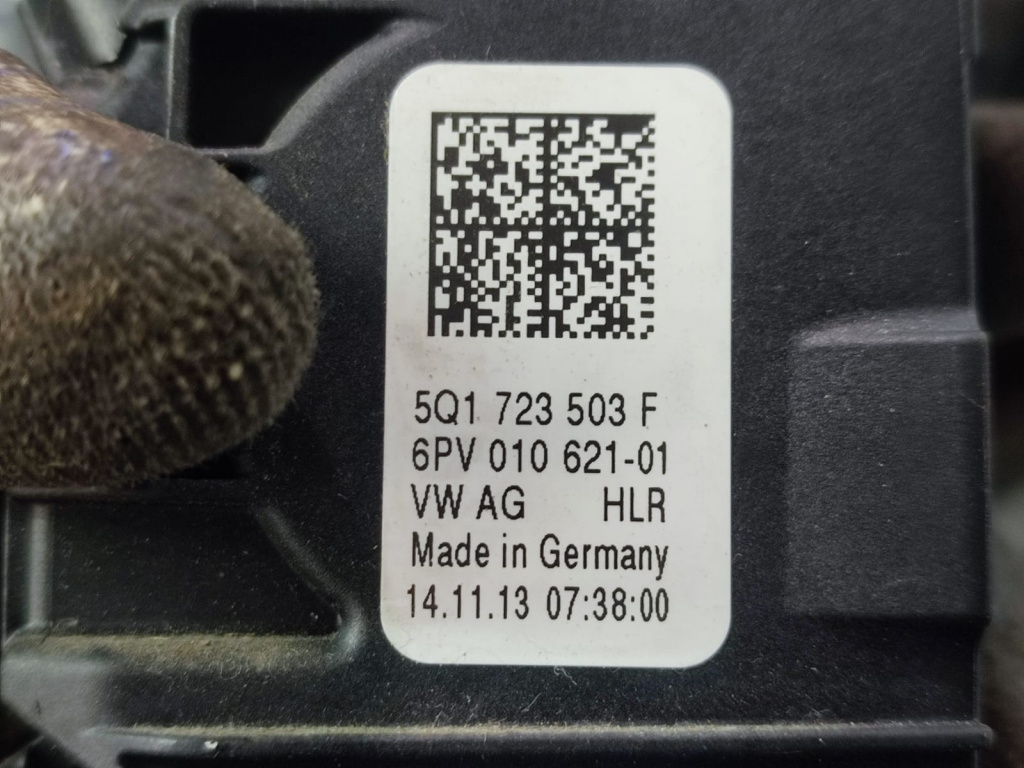 5Q1 723 503 F
6PV 010 621-01
VW AG HLR
Made in Germany
14.11.13 07:38:00